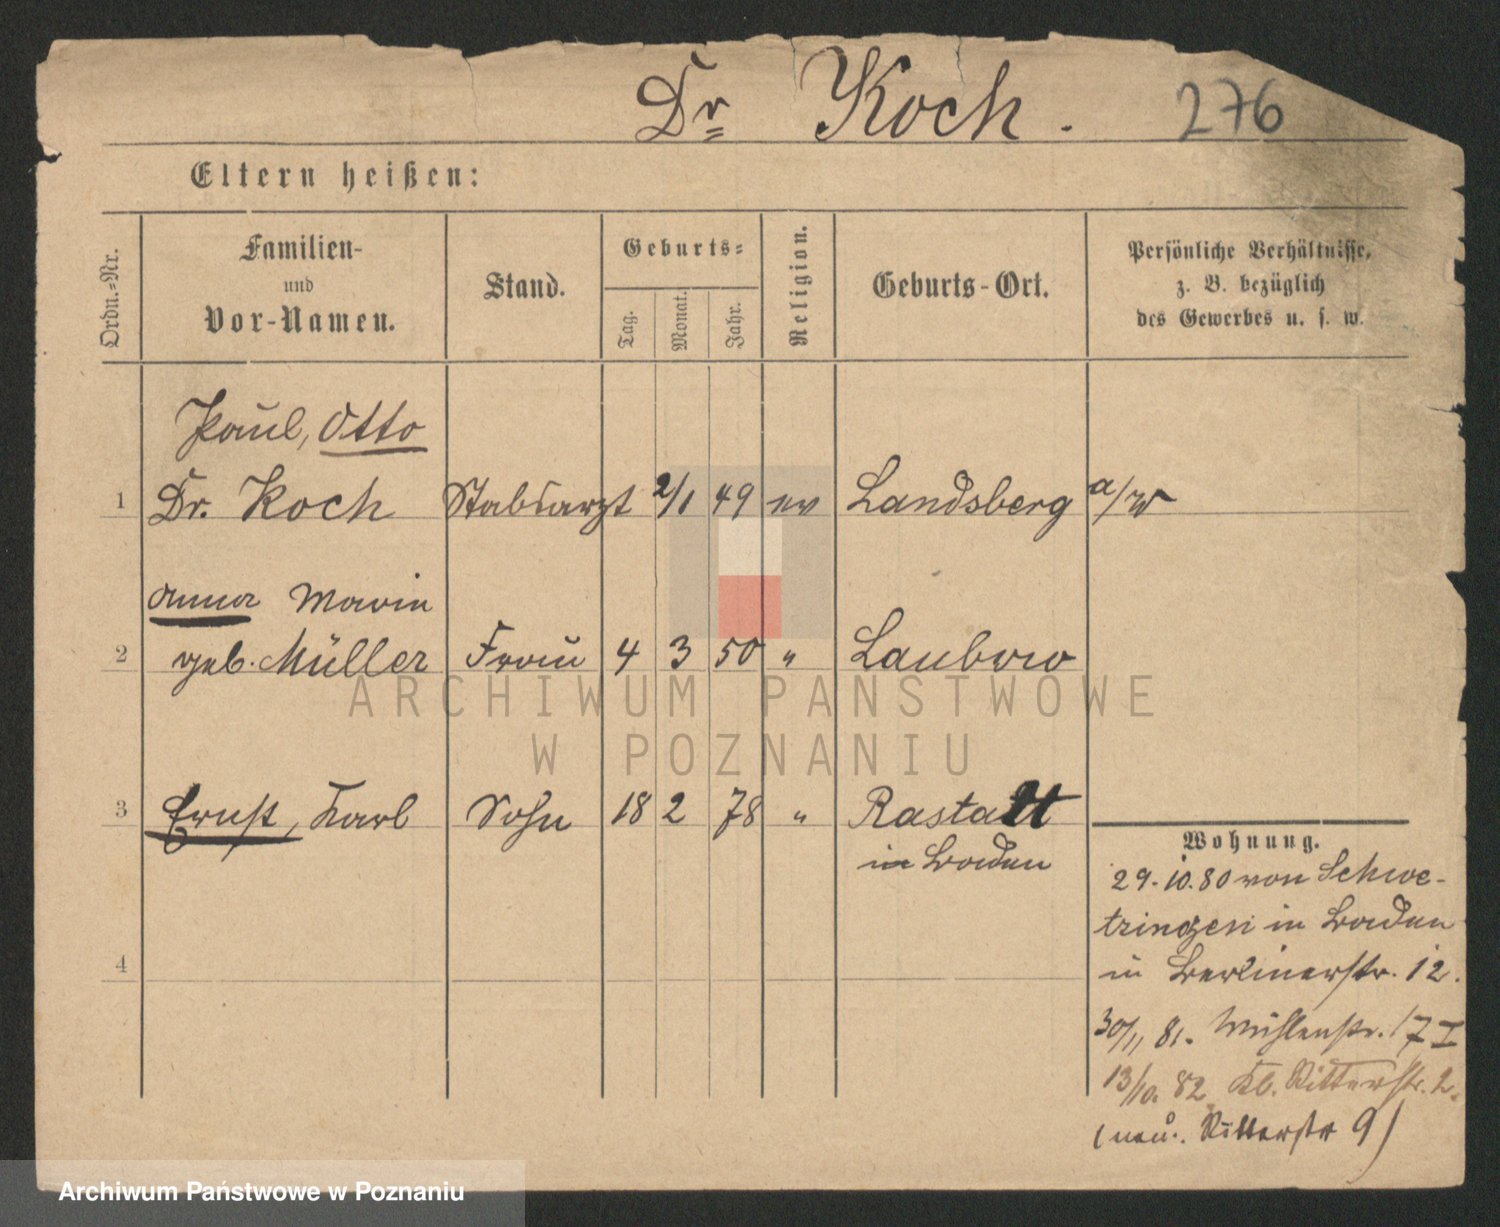 Dr Koch. 276
Eltern heißen:
Ordn.-Nr.
Familien-
und
Vor-Namen.
Stand.
Geburts-
Tag.
Monat.
Jahr.
Religion.
Geburts-Ort.
Persönliche Verhältnisse,
z. B. bezüglich
des Gewerbes u. s. w.
Paul, Otto
1 Dr. Koch Stabsarzt 2/1 49 ev Landsberg a/W
Anna Marie
2 geb. Müller Frau 4 3 50 " Laubow
3 Ernst, Karl Sohn 18 2 78 " Rastatt
in Baden
4
Wohnung.
29.10.80 von Schwe-
tzingen in Baden
in Berlinerstr. 12.
30/11 81. Mühlenstr. 17 I
13/10. 82. Kl. Ritterstr. 2.
(neu. Ritterstr 9)
ARCHIWUM PAŃSTWOWE
W POZNANIU
Archiwum Państwowe w Poznaniu